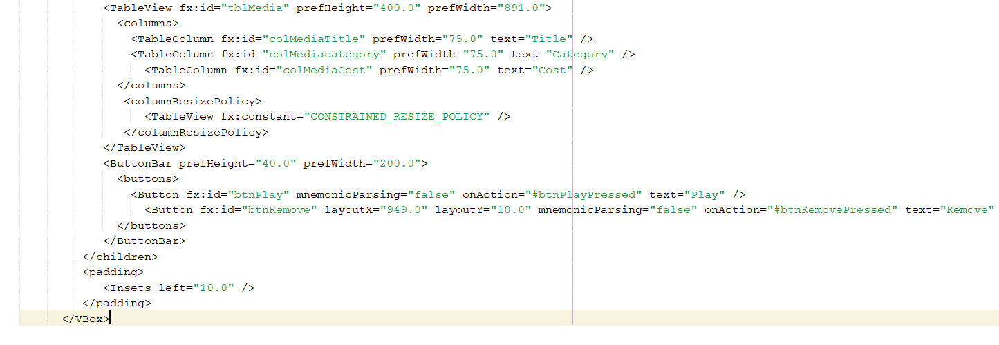 <TableView fx:id="tblMedia" prefHeight="400.0" prefWidth="891.0">
<columns>
<TableColumn fx:id="colMediaTitle" prefWidth="75.0" text="Title" />
<TableColumn fx:id="colMediacategory" prefWidth="75.0" text="Category" />
<TableColumn fx:id="colMediaCost" prefWidth="75.0" text="Cost" />
</columns>
<columnResizePolicy>
<TableView fx:constant="CONSTRAINED_RESIZE_POLICY" />
</columnResizePolicy>
</TableView>
<ButtonBar prefHeight="40.0" prefWidth="200.0">
<buttons>
<Button fx:id="btnPlay" mnemonicParsing="false" onAction="#btnPlayPressed" text="Play" />
<Button fx:id="btnRemove" layoutX="949.0" layoutY="18.0" mnemonicParsing="false" onAction="#btnRemovePressed" text="Remove"
</buttons>
</ButtonBar>
</children>
<padding>
<Insets left="10.0" />
</padding>
</VBox>